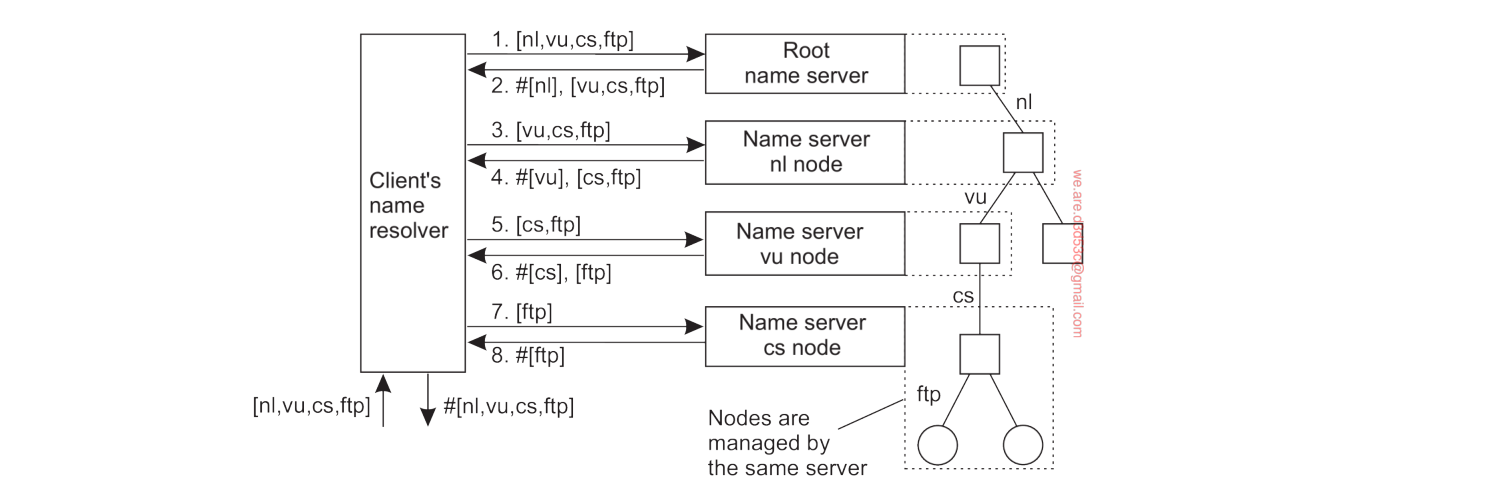 1. [nl,vu,cs,ftp]
2. #[nl], [vu,cs,ftp]
3. [vu,cs,ftp]
4. #[vu], [cs,ftp]
5. [cs,ftp]
6. #[cs], [ftp]
7. [ftp]
8. #[ftp]
Client's
name
resolver
[nl,vu,cs,ftp]
#[nl,vu,cs,ftp]
Root
name server
Name server
nl node
Name server
vu node
Name server
cs node
nl
vu
cs
ftp
Nodes are
managed by
the same server